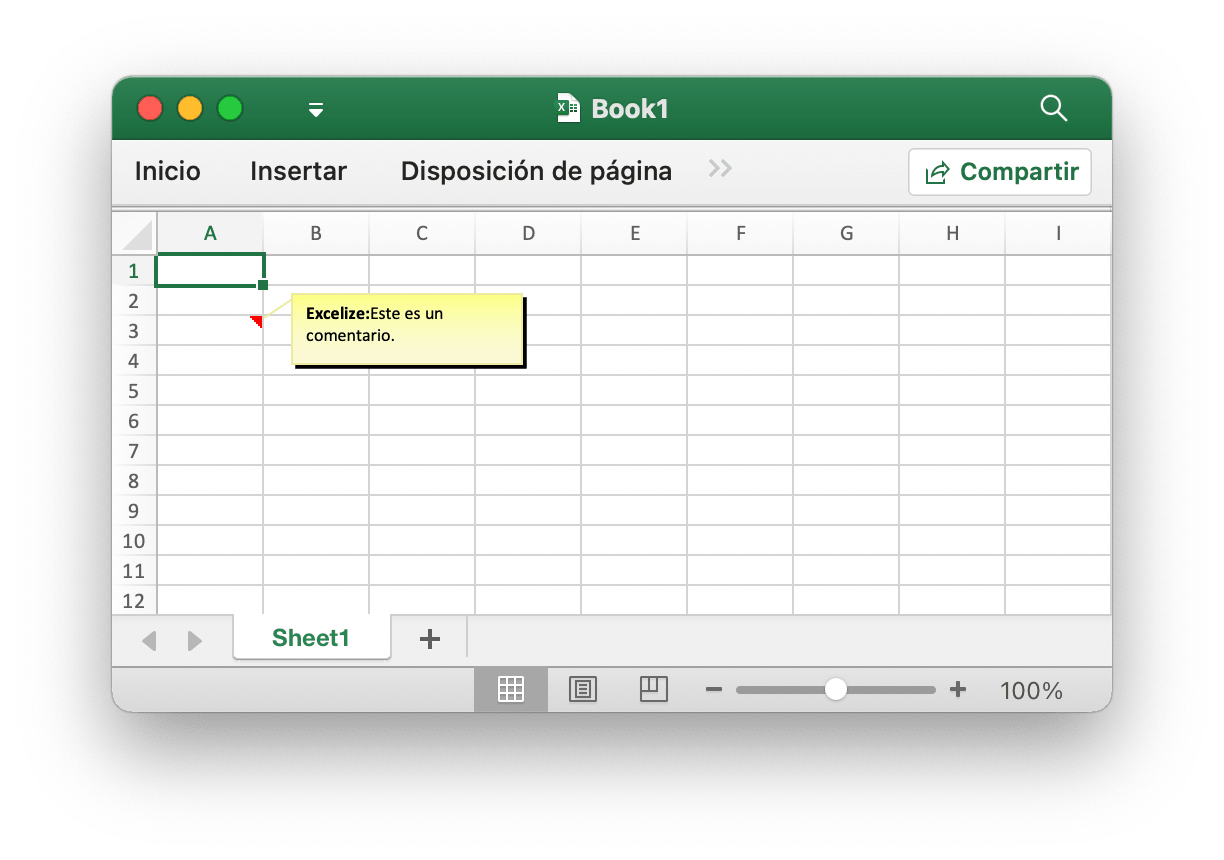 Book1
Inicio Insertar Disposición de página Compartir
A B C D E F G H I
1
2
Excelize:Este es un
3
comentario.
4
5
6
7
8
9
10
11
12
Sheet1
100%